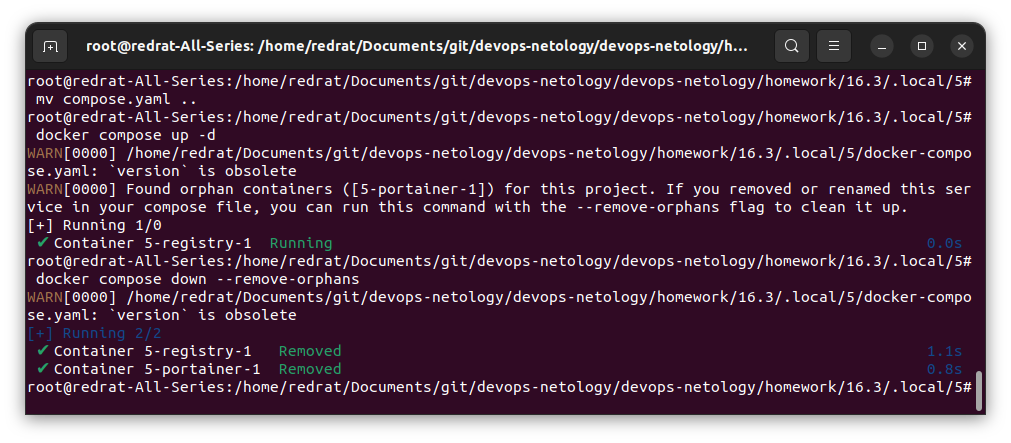 root@redrat-All-Series: /home/redrat/Documents/git/devops-netology/devops-netology/h...
root@redrat-All-Series:/home/redrat/Documents/git/devops-netology/devops-netology/homework/16.3/.local/5#
mv compose.yaml ..
root@redrat-All-Series:/home/redrat/Documents/git/devops-netology/devops-netology/homework/16.3/.local/5#
docker compose up -d
WARN[0000] /home/redrat/Documents/git/devops-netology/devops-netology/homework/16.3/.local/5/docker-compo
se.yaml: `version` is obsolete
WARN[0000] Found orphan containers ([5-portainer-1]) for this project. If you removed or renamed this ser
vice in your compose file, you can run this command with the --remove-orphans flag to clean it up.
[+] Running 1/0
✔ Container 5-registry-1  Running 0.0s
root@redrat-All-Series:/home/redrat/Documents/git/devops-netology/devops-netology/homework/16.3/.local/5#
docker compose down --remove-orphans
WARN[0000] /home/redrat/Documents/git/devops-netology/devops-netology/homework/16.3/.local/5/docker-compo
se.yaml: `version` is obsolete
[+] Running 2/2
✔ Container 5-registry-1   Removed 1.1s
✔ Container 5-portainer-1  Removed 0.8s
root@redrat-All-Series:/home/redrat/Documents/git/devops-netology/devops-netology/homework/16.3/.local/5#